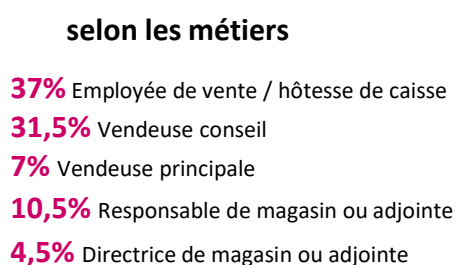 selon les métiers
37% Employée de vente / hôtesse de caisse
31,5% Vendeuse conseil
7% Vendeuse principale
10,5% Responsable de magasin ou adjointe
4,5% Directrice de magasin ou adjointe